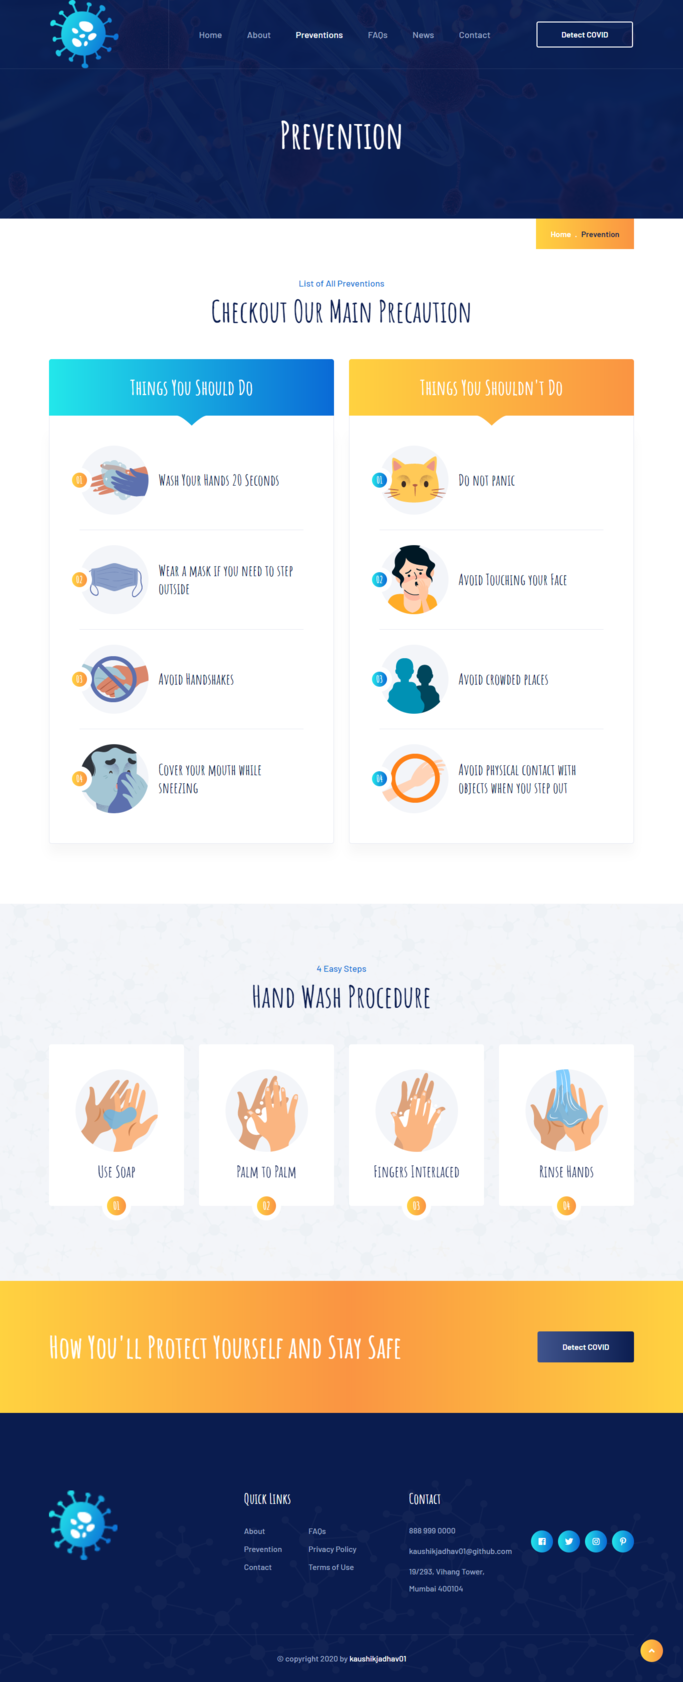 Home About Preventions FAQs News Contact Detect COVID
Prevention
Home . Prevention
List of All Preventions
Checkout Our Main Precaution
Things You Should Do
01 Wash Your Hands 20 Seconds
02 Wear a mask if you need to step
outside
03 Avoid Handshakes
04 Cover your mouth while
sneezing
Things You Shouldn't Do
01 Do not panic
02 Avoid Touching your Face
03 Avoid crowded places
04 Avoid physical contact with
objects when you step out
4 Easy Steps
Hand Wash Procedure
Use Soap
01
Palm to Palm
02
Fingers Interlaced
03
Rinse Hands
04
How You'll Protect Yourself and Stay Safe
Detect COVID
Quick Links
About FAQs
Prevention Privacy Policy
Contact Terms of Use
Contact
888 999 0000
kaushikjadhav01@github.com
19/293, Vihang Tower,
Mumbai 400104
© copyright 2020 by kaushikjadhav01